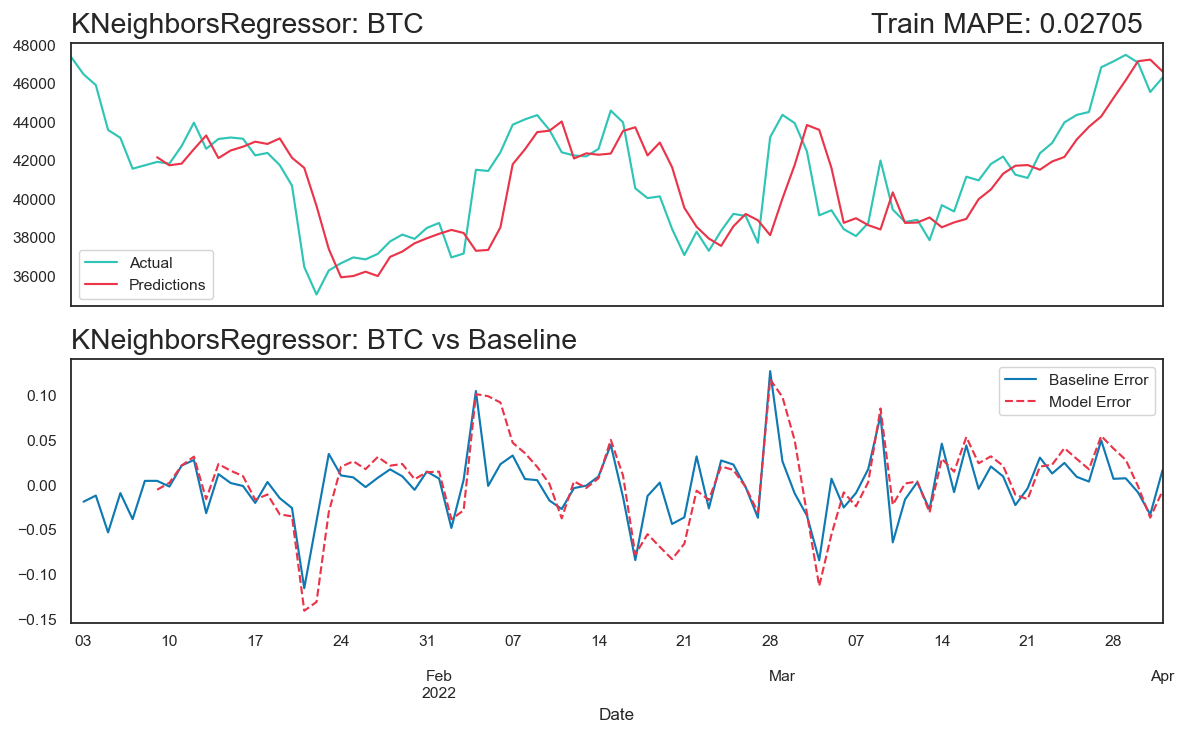 KNeighborsRegressor: BTC
Train MAPE: 0.02705
48000
46000
44000
42000
40000
38000
36000
Actual
Predictions
KNeighborsRegressor: BTC vs Baseline
0.10
0.05
0.00
−0.05
−0.10
−0.15
Baseline Error
Model Error
03 10 17 24 31 07 14 21 28 07 14 21 28
Feb Mar Apr
2022
Date